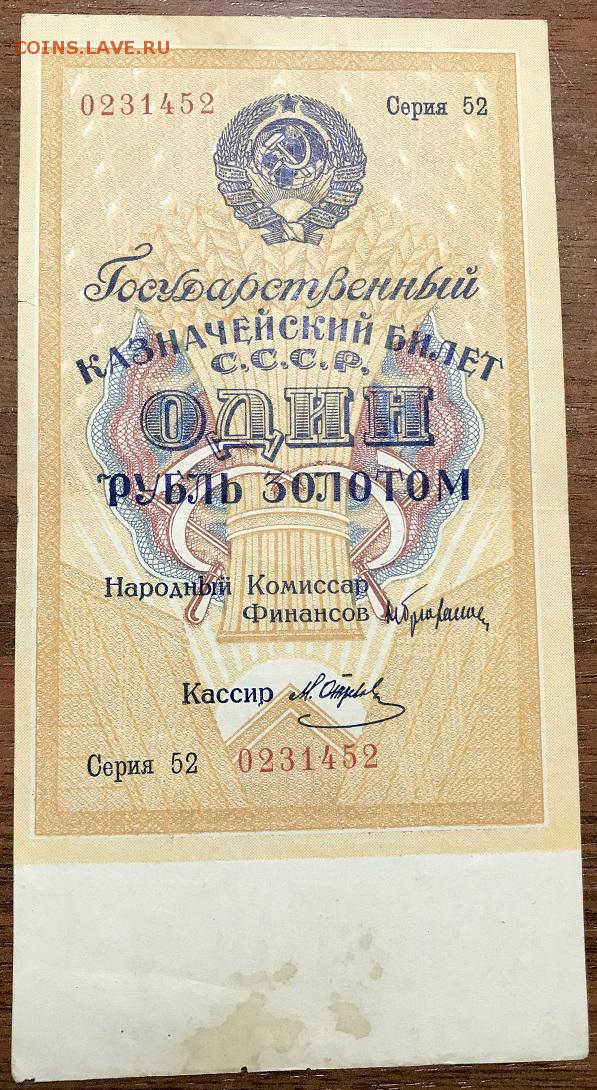 COINS.LAVE.RU
0231452 Серия 52
Государственный
КАЗНАЧЕЙСКИЙ БИЛЕТ
С.С.С.Р.
ОДИН
РУБЛЬ ЗОЛОТОМ
Народный Комиссар
Финансов
Кассир
Серия 52 0231452